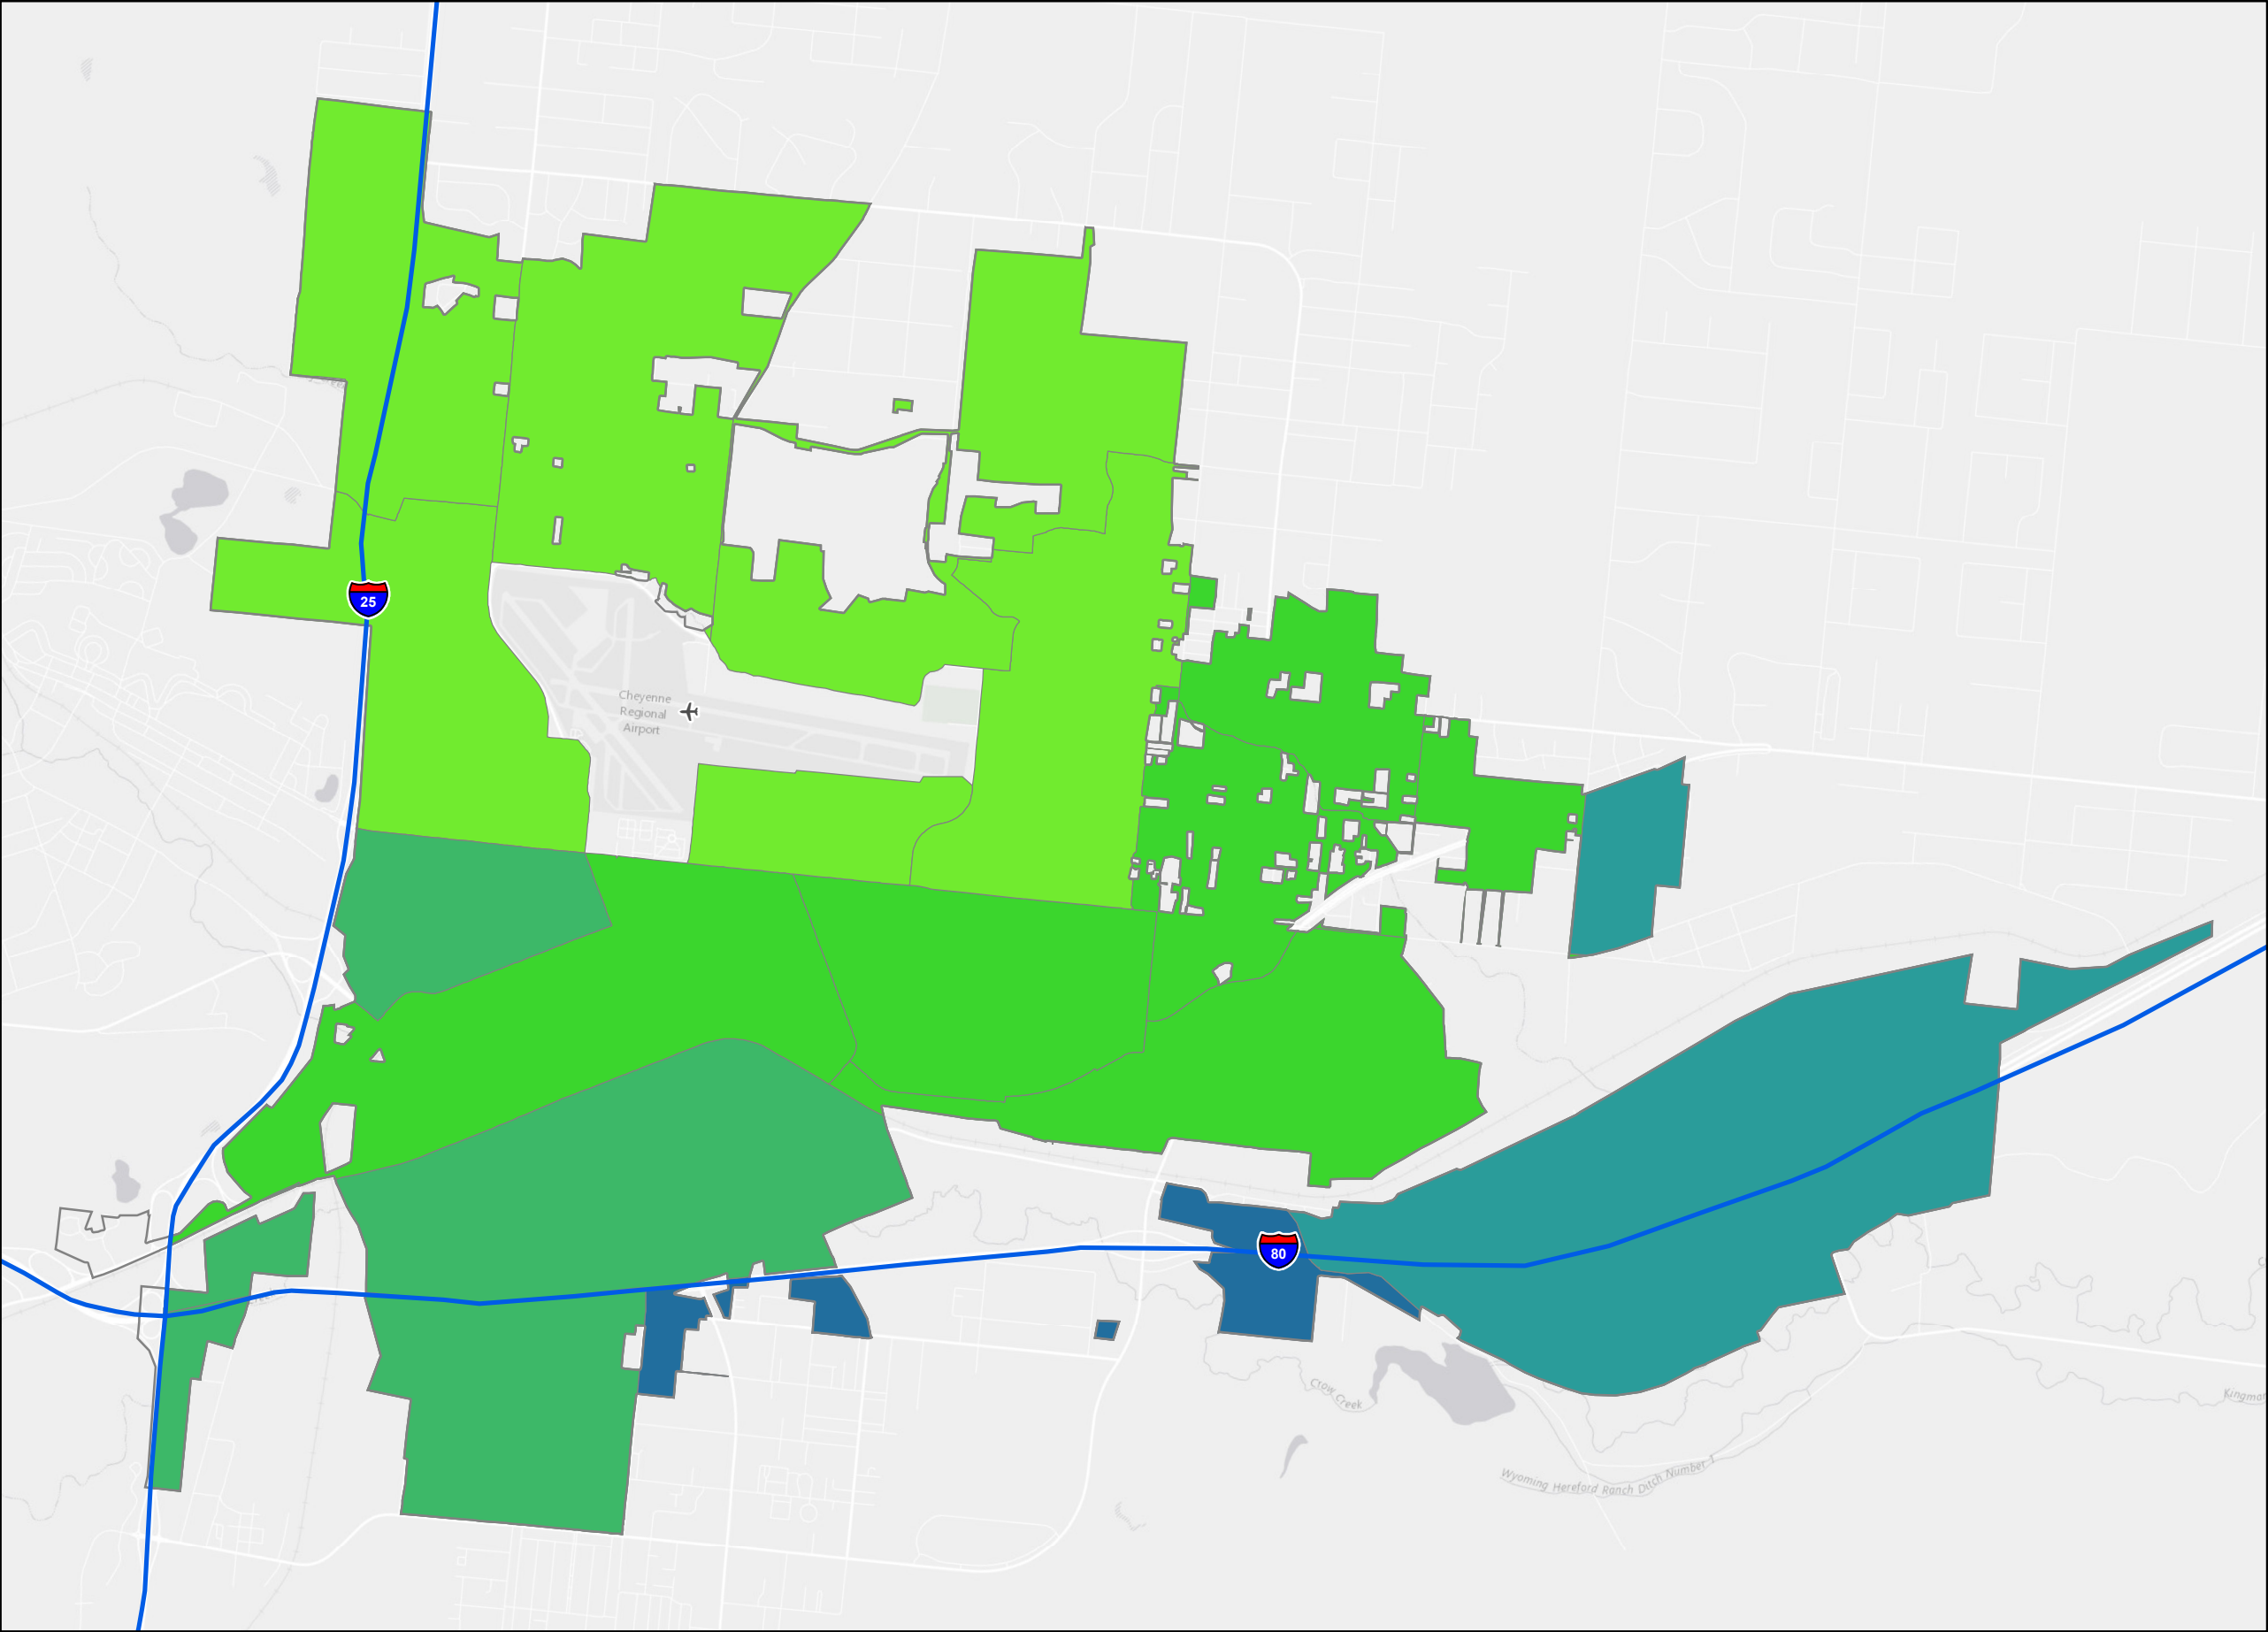 25
Cheyenne
Regional
Airport
80
Crow Creek
Wyoming Hereford Ranch Ditch Number 1